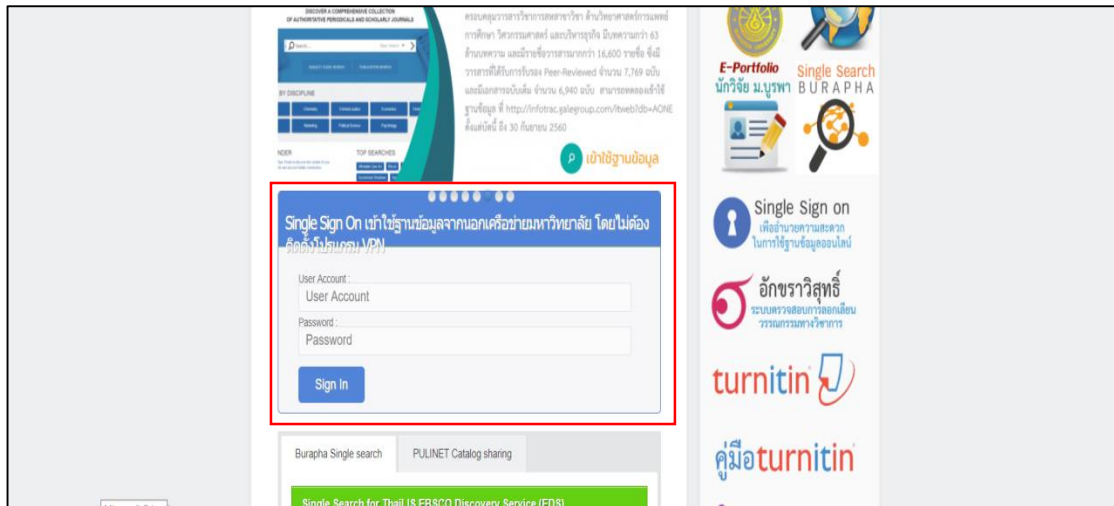 DISCOVER A COMPREHENSIVE COLLECTION
OF AUTHORITATIVE PERIODICALS AND SCHOLARLY JOURNALS
BY DISCIPLINE
TOP SEARCHES
ครอบคลุมวารสารวิชาการสหสาขาวิชา ด้านวิทยาศาสตร์การแพทย์
การศึกษา วิศวกรรมศาสตร์ และบริหารธุรกิจ มีบทความกว่า 63
ล้านบทความ และมีรายชื่อวารสารมากกว่า 16,600 รายชื่อ ซึ่งมี
วารสารที่ได้รับการรับรอง Peer-Reviewed จำนวน 7,769 ฉบับ
และมีเอกสารฉบับเต็ม จำนวน 6,940 ฉบับ สามารถทดลองเข้าใช้
ฐานข้อมูล ที่ http://infotrac.galegroup.com/itweb?db=AONE
ตั้งแต่บัดนี้ ถึง 30 กันยายน 2560
เข้าใช้ฐานข้อมูล
Single Sign On เข้าใช้ฐานข้อมูลจากนอกเครือข่ายมหาวิทยาลัย โดยไม่ต้อง
ติดตั้งโปรแกรม VPN
User Account :
User Account
Password :
Password
Sign In
Burapha Single search
PULINET Catalog sharing
Single Search for ThaiLIS EBSCO Discovery Service (EDS)
E-Portfolio
นักวิจัย ม.บูรพา
Single Search
BURAPHA
Single Sign on
เพื่ออำนวยความสะดวก
ในการใช้ฐานข้อมูลออนไลน์
อักขราวิสุทธิ์
ระบบตรวจสอบการลอกเลียน
วรรณกรรมทางวิชาการ
turnitin
คู่มือturnitin